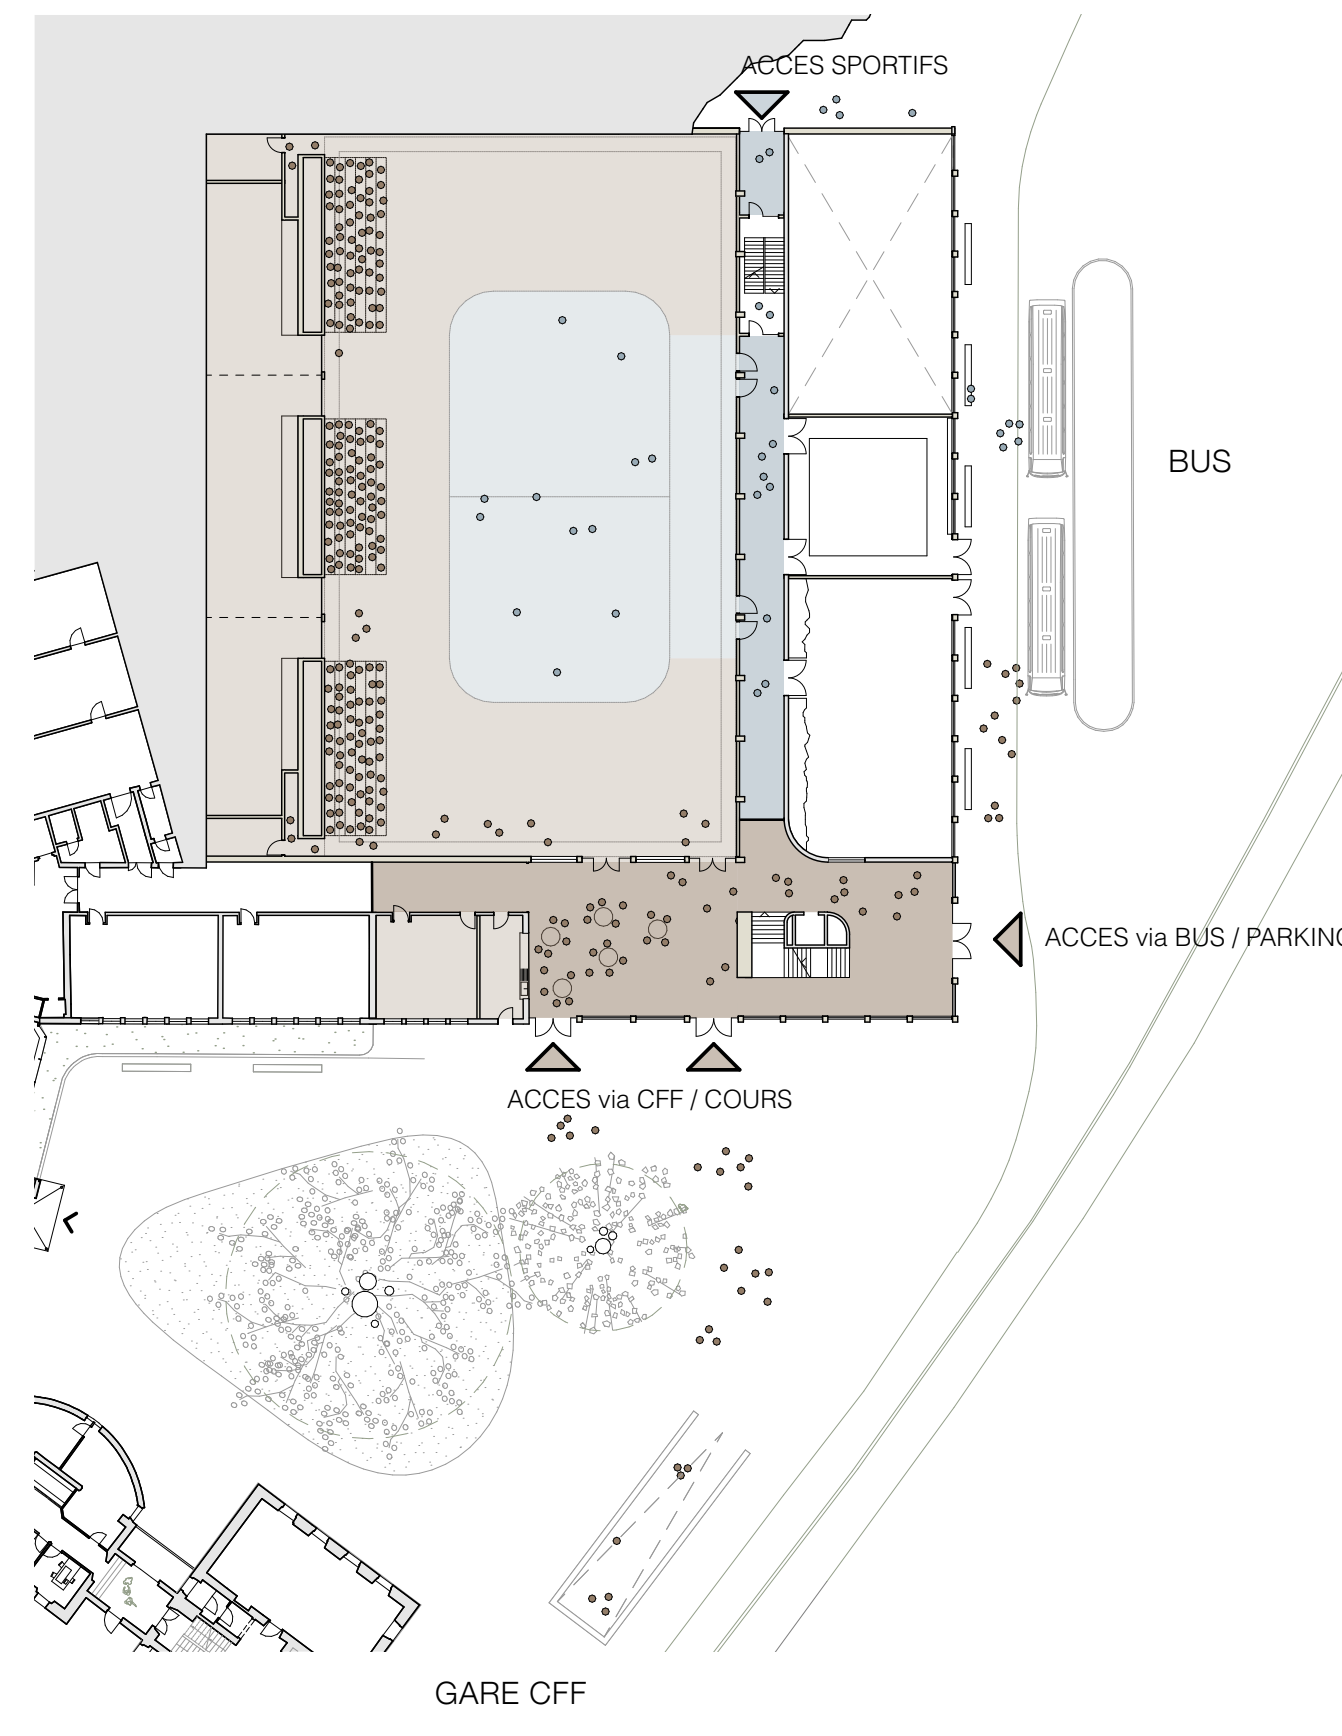 ACCES SPORTIFS
BUS
ACCES via BUS / PARKING
ACCES via CFF / COURS
GARE CFF